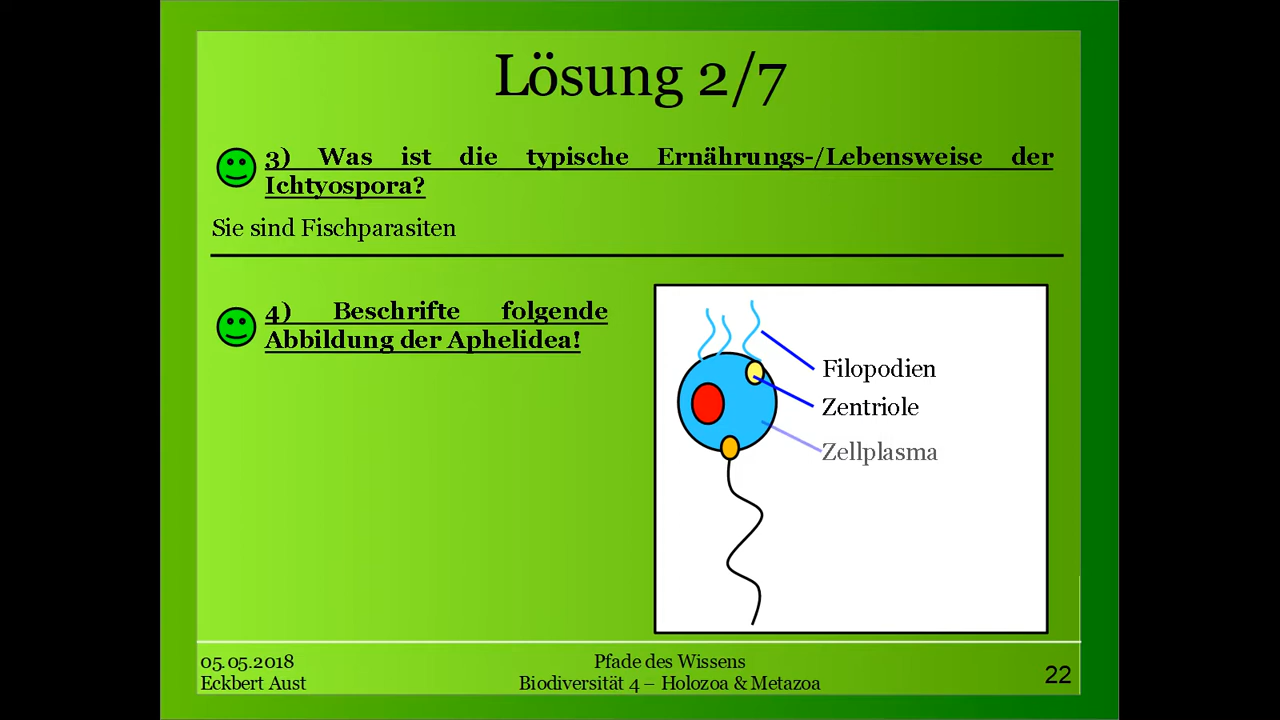 Lösung 2/7
3) Was ist die typische Ernährungs-/Lebensweise der
Ichtyospora?
Sie sind Fischparasiten
4) Beschrifte folgende
Abbildung der Aphelidea!
Filopodien
Zentriole
Zellplasma
05.05.2018
Eckbert Aust
Pfade des Wissens
Biodiversität 4 – Holozoa & Metazoa
22